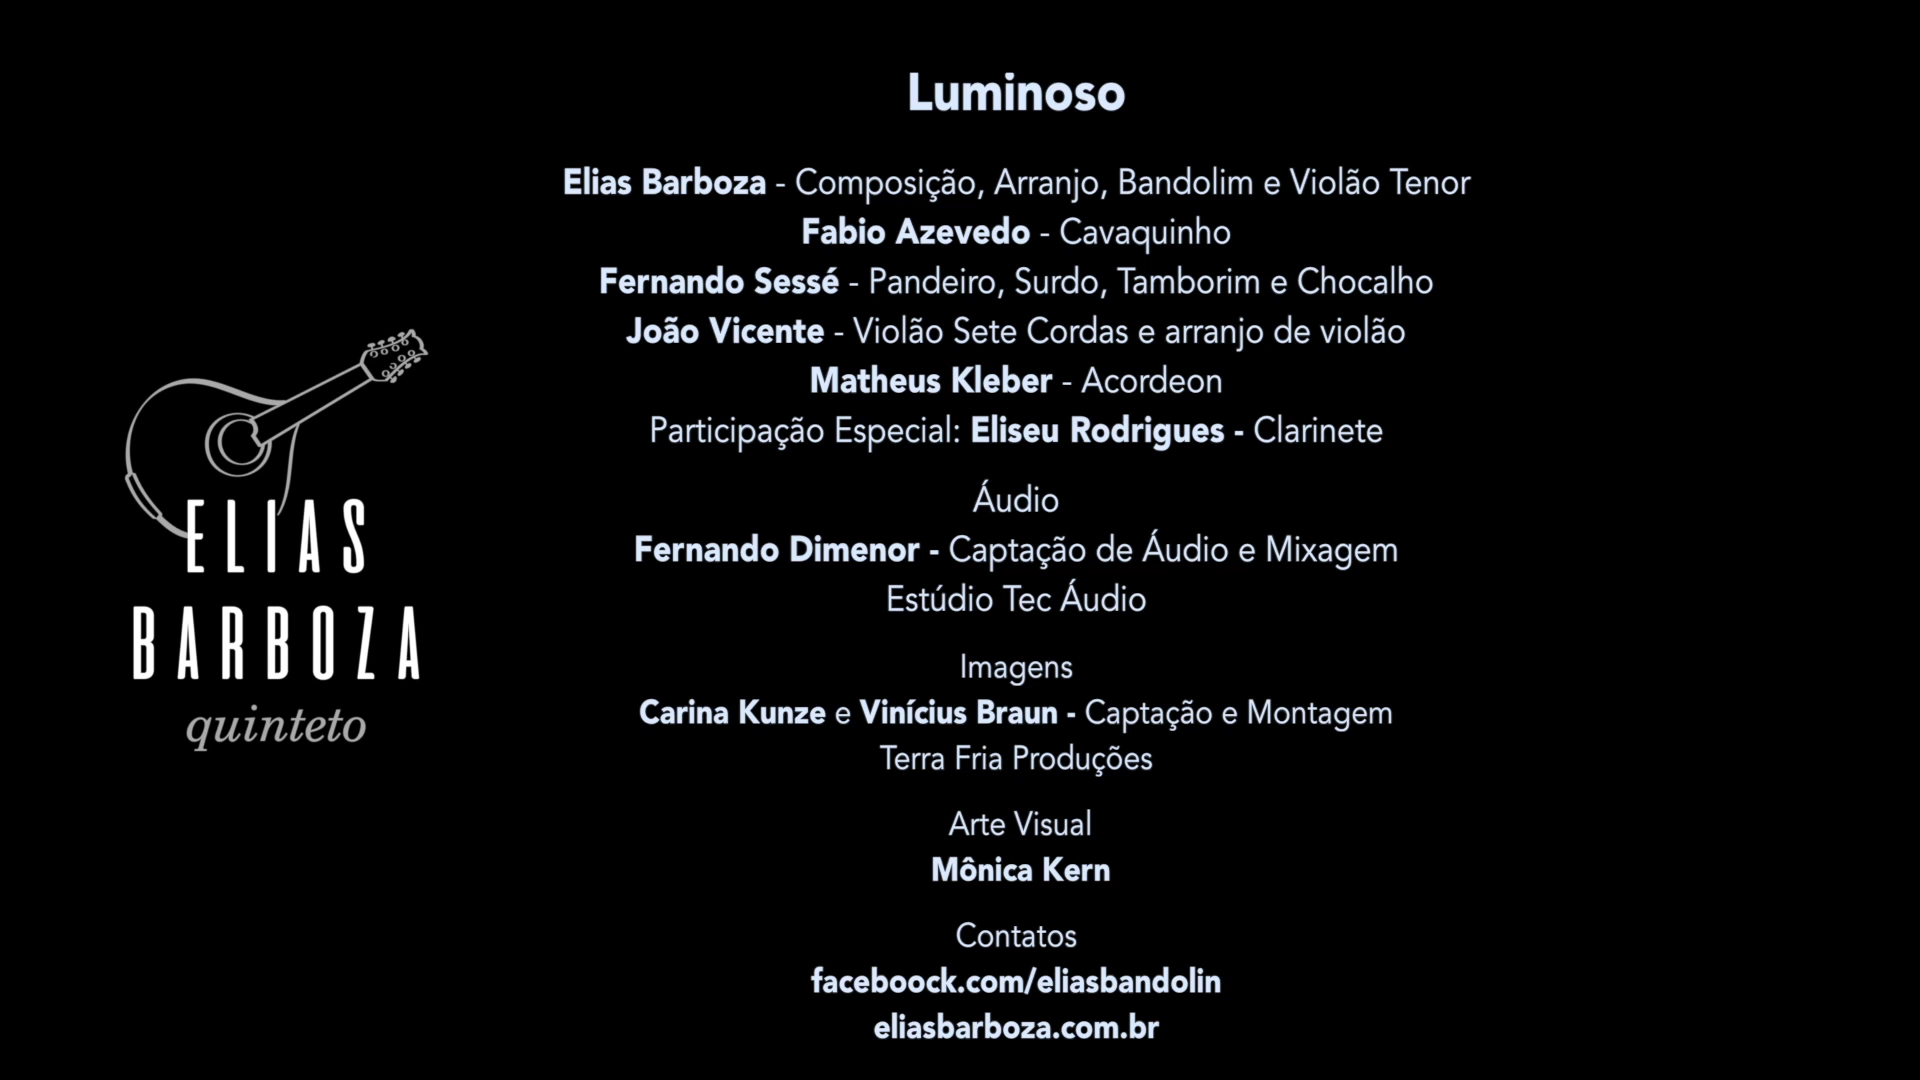 Luminoso
Elias Barboza - Composição, Arranjo, Bandolim e Violão Tenor
Fabio Azevedo - Cavaquinho
Fernando Sessé - Pandeiro, Surdo, Tamborim e Chocalho
João Vicente - Violão Sete Cordas e arranjo de violão
Matheus Kleber - Acordeon
Participação Especial: Eliseu Rodrigues - Clarinete
Áudio
Fernando Dimenor - Captação de Áudio e Mixagem
Estúdio Tec Áudio
Imagens
Carina Kunze e Vinícius Braun - Captação e Montagem
Terra Fria Produções
Arte Visual
Mônica Kern
Contatos
faceboock.com/eliasbandolin
eliasbarboza.com.br
ELIAS
BARBOZA
quinteto